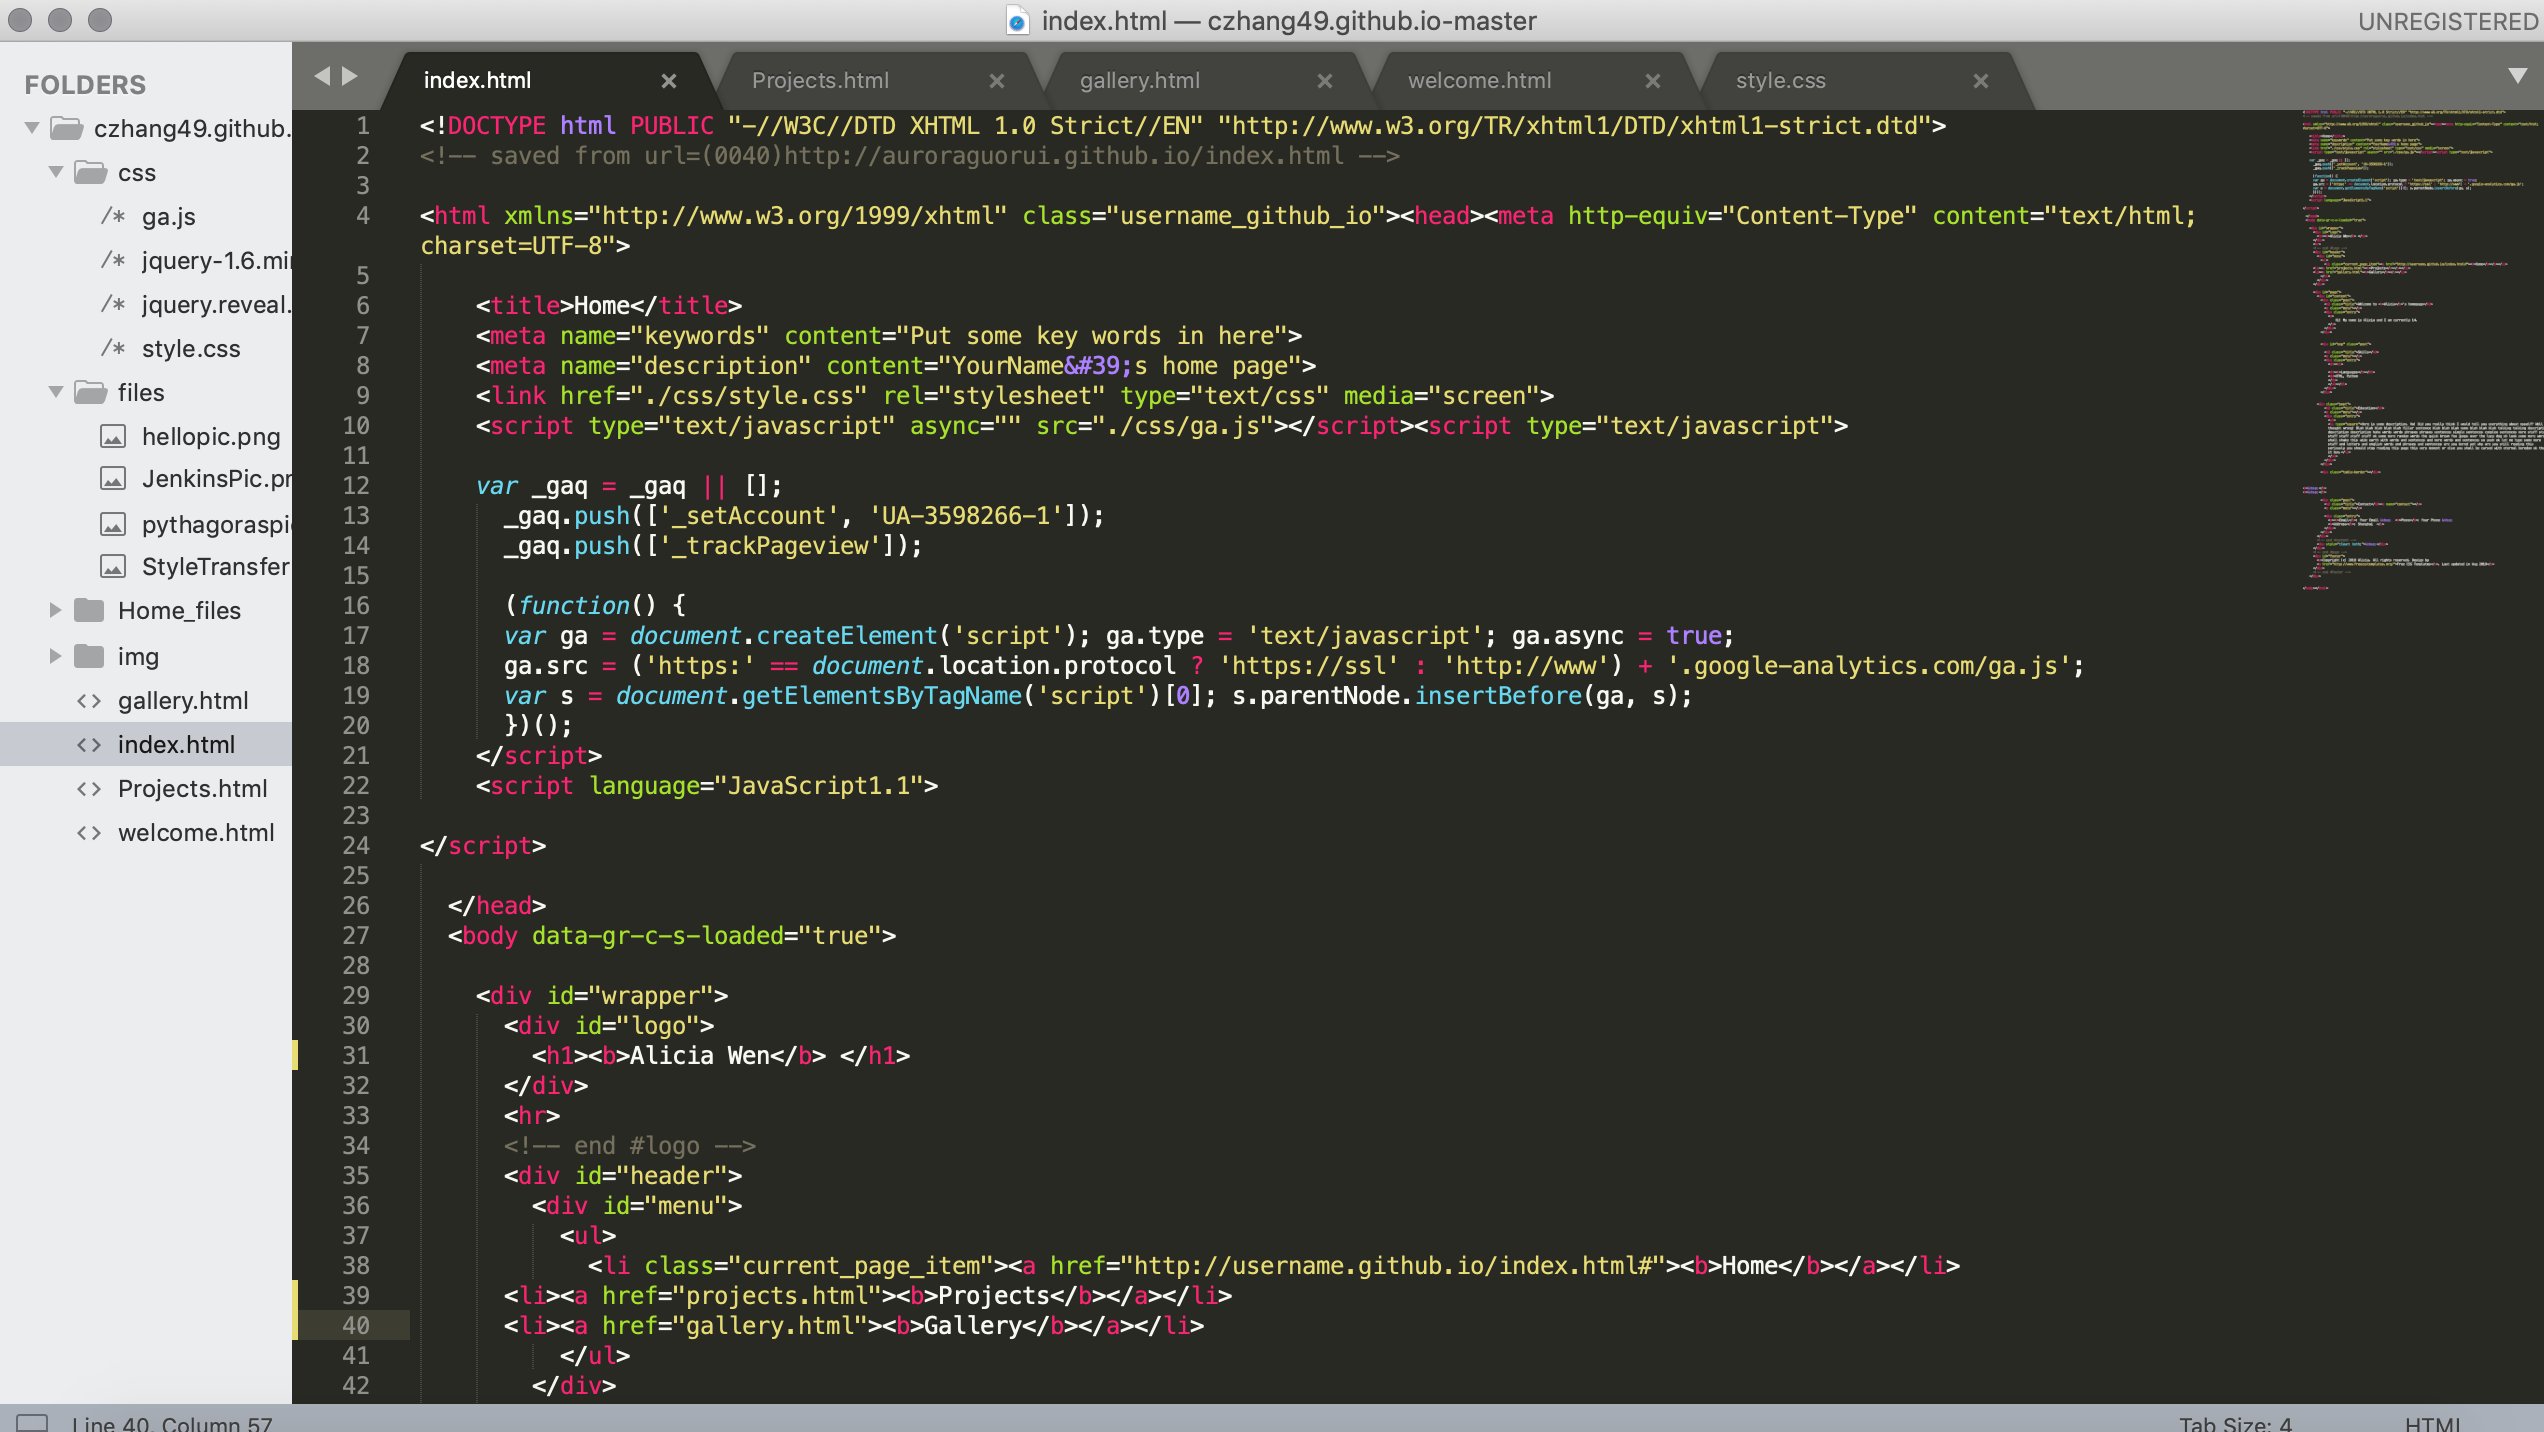 index.html — czhang49.github.io-master
UNREGISTERED
FOLDERS
czhang49.github.
css
/* ga.js
/* jquery-1.6.mi
/* jquery.reveal.
/* style.css
files
hellopic.png
JenkinsPic.pr
pythagoraspi
StyleTransfer
Home_files
img
<> gallery.html
<> index.html
<> Projects.html
<> welcome.html
index.html × Projects.html × gallery.html × welcome.html × style.css ×
1 <!DOCTYPE html PUBLIC "-//W3C//DTD XHTML 1.0 Strict//EN" "http://www.w3.org/TR/xhtml1/DTD/xhtml1-strict.dtd">
2 <!-- saved from url=(0040)http://auroraguorui.github.io/index.html -->
3
4 <html xmlns="http://www.w3.org/1999/xhtml" class="username_github_io"><head><meta http-equiv="Content-Type" content="text/html;
charset=UTF-8">
5
6 <title>Home</title>
7 <meta name="keywords" content="Put some key words in here">
8 <meta name="description" content="YourName&#39;s home page">
9 <link href="./css/style.css" rel="stylesheet" type="text/css" media="screen">
10 <script type="text/javascript" async="" src="./css/ga.js"></script><script type="text/javascript">
11
12 var _gaq = _gaq || [];
13 _gaq.push(['_setAccount', 'UA-3598266-1']);
14 _gaq.push(['_trackPageview']);
15
16 (function() {
17 var ga = document.createElement('script'); ga.type = 'text/javascript'; ga.async = true;
18 ga.src = ('https:' == document.location.protocol ? 'https://ssl' : 'http://www') + '.google-analytics.com/ga.js';
19 var s = document.getElementsByTagName('script')[0]; s.parentNode.insertBefore(ga, s);
20 })();
21 </script>
22 <script language="JavaScript1.1">
23
24 </script>
25
26 </head>
27 <body data-gr-c-s-loaded="true">
28
29 <div id="wrapper">
30 <div id="logo">
31 <h1><b>Alicia Wen</b> </h1>
32 </div>
33 <hr>
34 <!-- end #logo -->
35 <div id="header">
36 <div id="menu">
37 <ul>
38 <li class="current_page_item"><a href="http://username.github.io/index.html#"><b>Home</b></a></li>
39 <li><a href="projects.html"><b>Projects</b></a></li>
40 <li><a href="gallery.html"><b>Gallery</b></a></li>
41 </ul>
42 </div>
Line 40, Column 57
Tab Size: 4
HTML